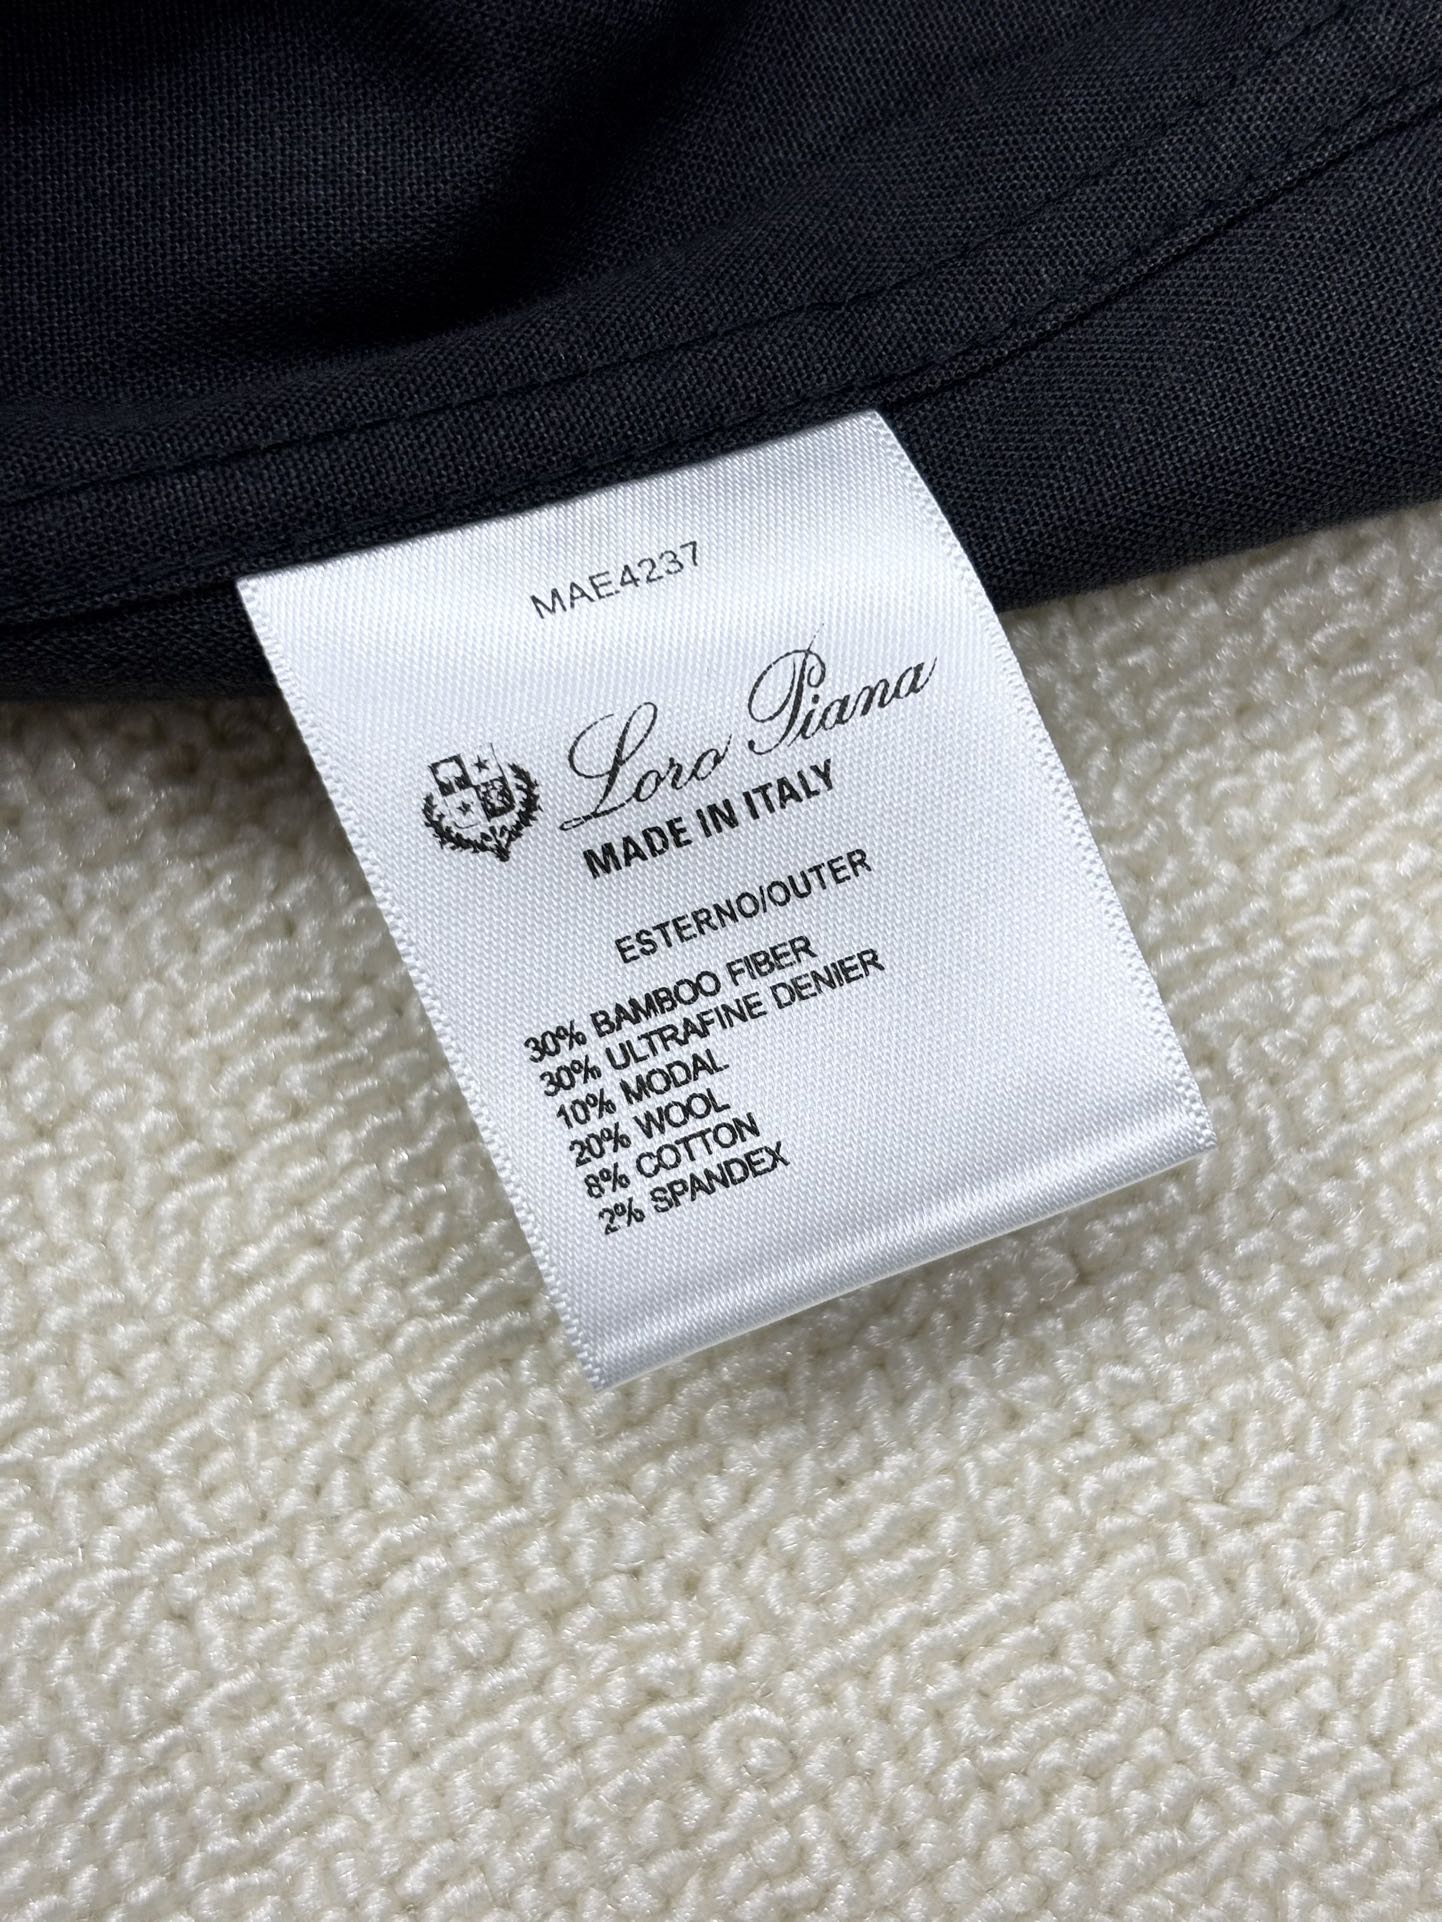 MAE4237
Loro Piana
MADE IN ITALY
ESTERNO/OUTER
30% BAMBOO FIBER
30% ULTRAFINE DENIER
10% MODAL
20% WOOL
8% COTTON
2% SPANDEX